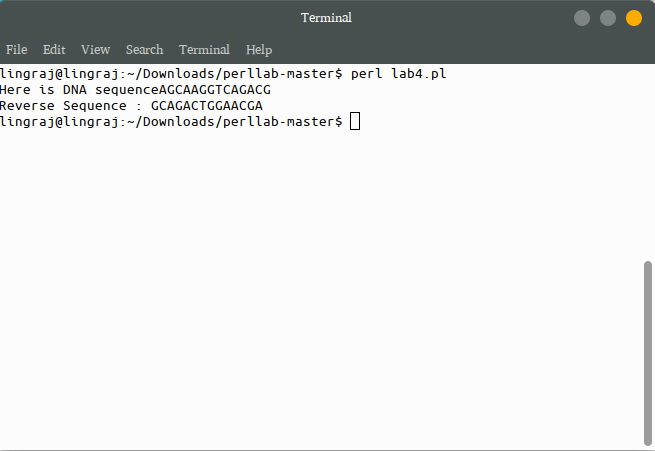 Terminal
File Edit View Search Terminal Help
lingraj@lingraj:~/Downloads/perllab-master$ perl lab4.pl
Here is DNA sequenceAGCAAGGTCAGACG
Reverse Sequence : GCAGACTGGAACGA
lingraj@lingraj:~/Downloads/perllab-master$